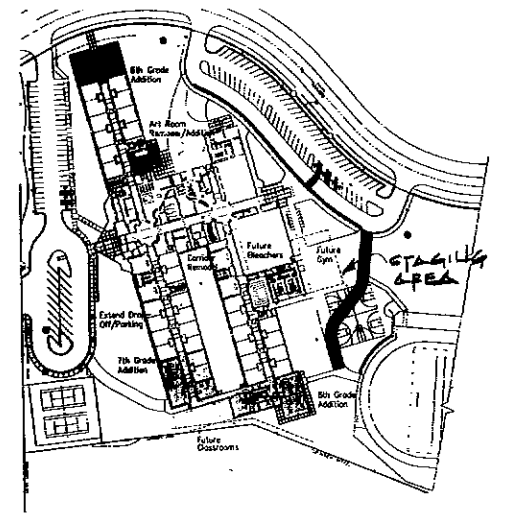 6th Grade
Addition
Art Room
Remodel/Addition
Corridor
Remodel
Future
Bleachers
Future
Gym
STAGING
AREA
Extend Drop
Off/Parking
7th Grade
Addition
8th Grade
Addition
Future
Classrooms